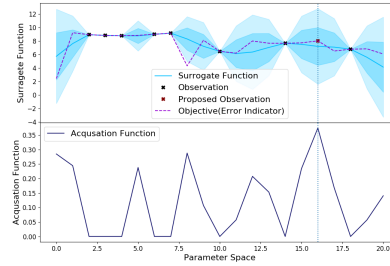 14
12
10
8
6
4
2
0
−2
−4
Surragete Function
Surrogate Function
Observation
Proposed Observation
Objective(Error Indicator)
0.35
0.30
0.25
0.20
0.15
0.10
0.05
0.00
Acqusation Function
Acqusation Function
0.0 2.5 5.0 7.5 10.0 12.5 15.0 17.5 20.0
Parameter Space